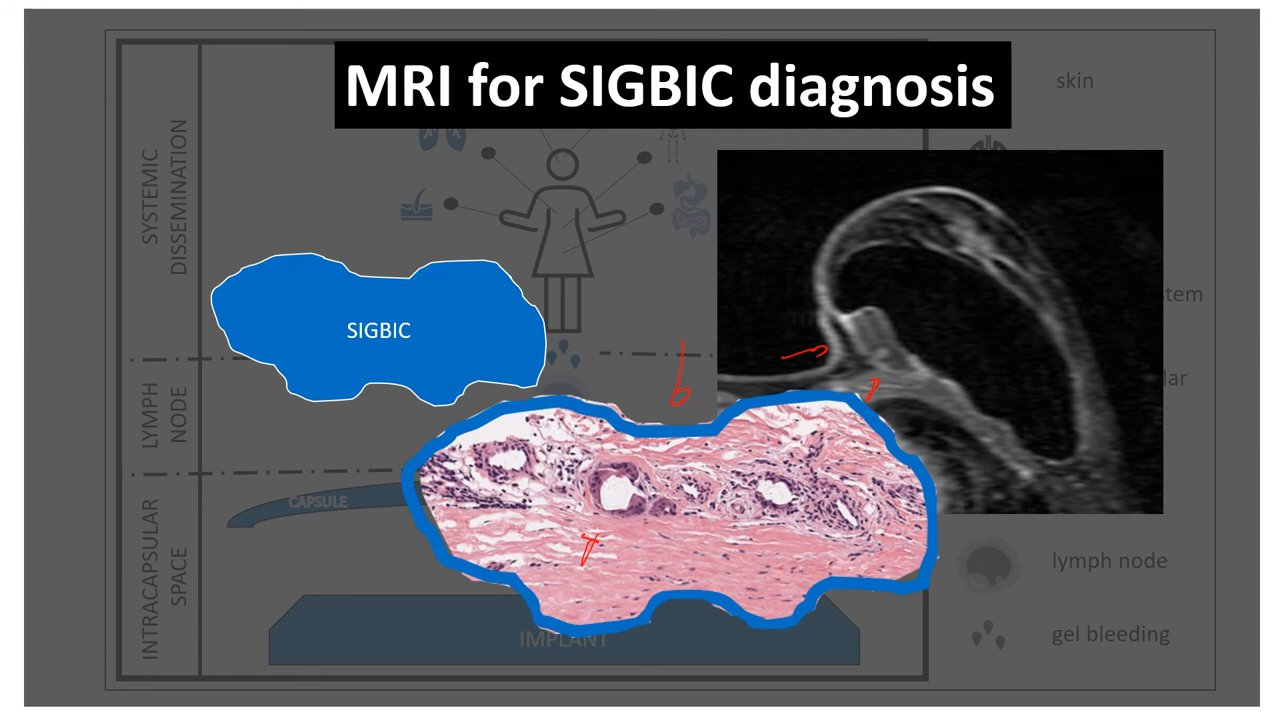 MRI for SIGBIC diagnosis
skin
SYSTEMIC
DISSEMINATION
stem
SIGBIC
lar
LYMPH
NODE
CAPSULE
INTRACAPSULAR
SPACE
lymph node
gel bleeding
IMPLANT